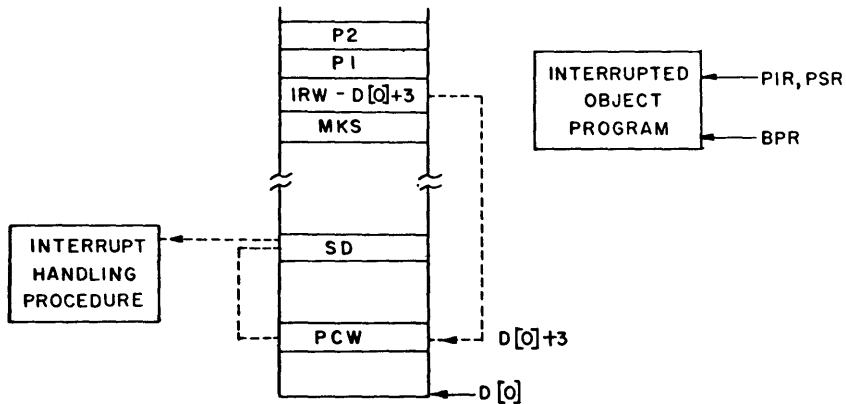 P2
P1
IRW - D[0]+3
MKS
SD
PCW
D[0]+3
D[0]
INTERRUPTED
OBJECT
PROGRAM
PIR, PSR
BPR
INTERRUPT
HANDLING
PROCEDURE